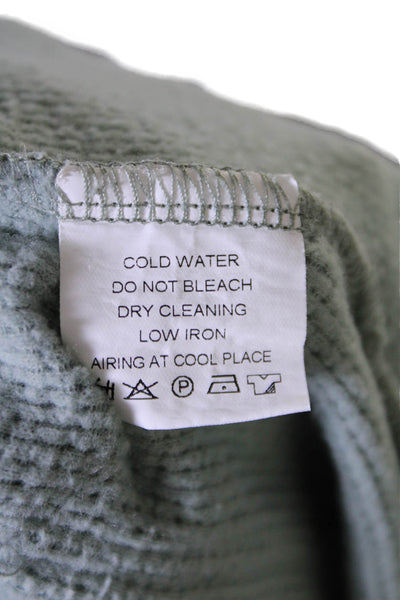 COLD WATER
DO NOT BLEACH
DRY CLEANING
LOW IRON
AIRING AT COOL PLACE
P